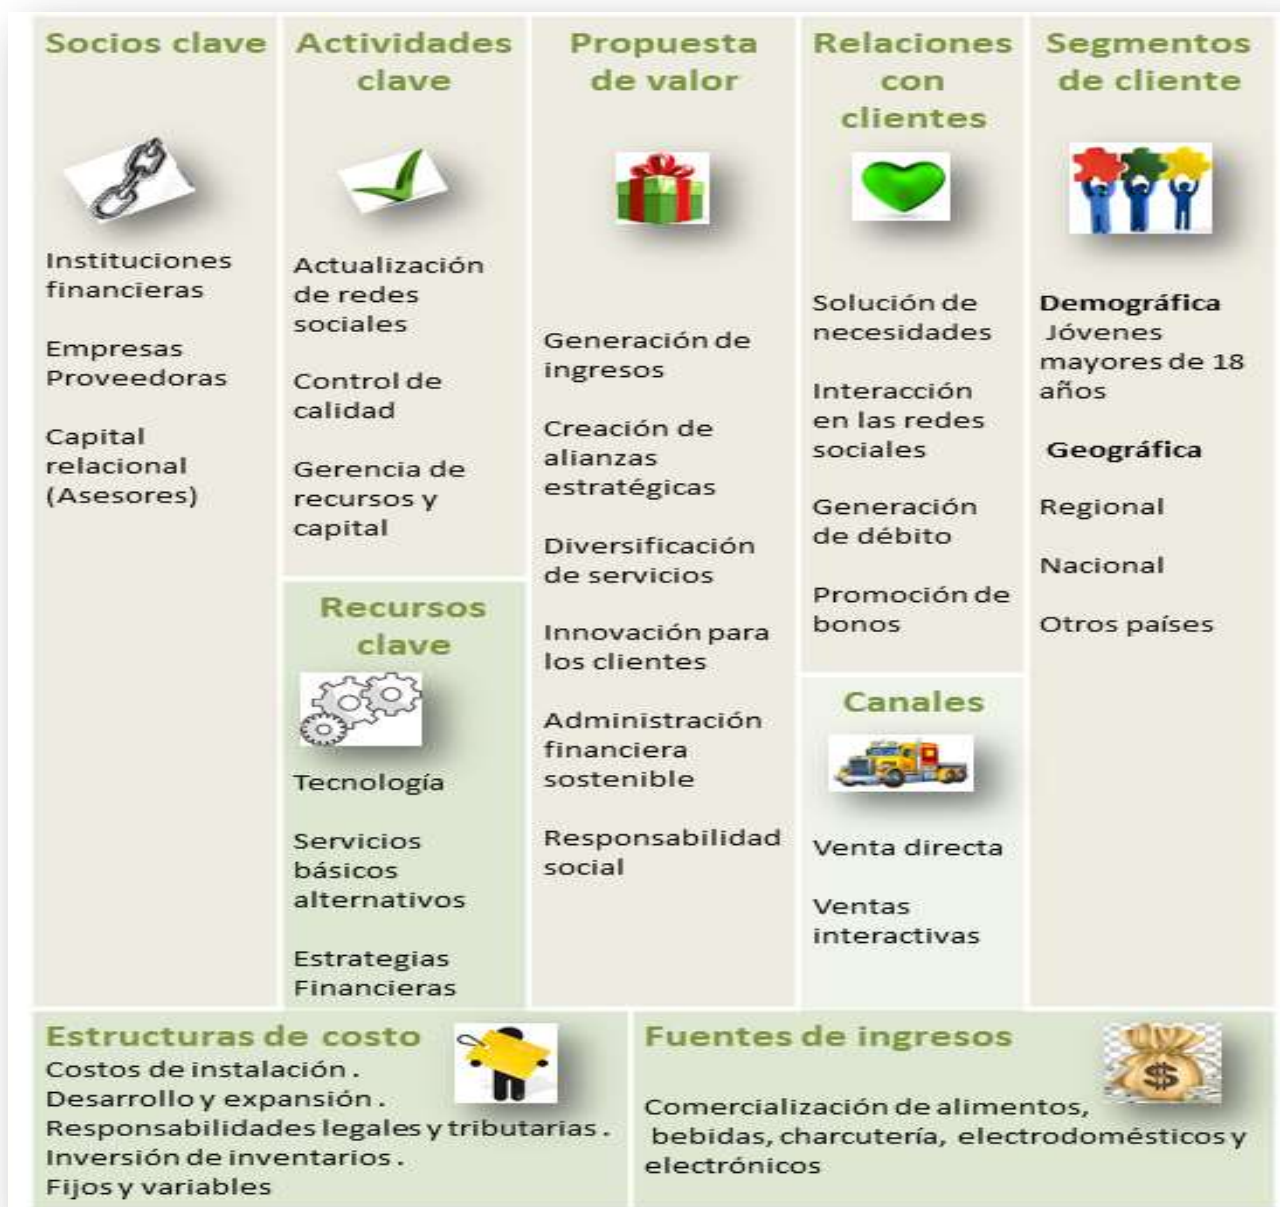 Socios clave
Instituciones
financieras
Empresas
Proveedoras
Capital
relacional
(Asesores)
Actividades
clave
Actualización
de redes
sociales
Control de
calidad
Gerencia de
recursos y
capital
Recursos
clave
Tecnología
Servicios
básicos
alternativos
Estrategias
Financieras
Propuesta
de valor
Generación de
ingresos
Creación de
alianzas
estratégicas
Diversificación
de servicios
Innovación para
los clientes
Administración
financiera
sostenible
Responsabilidad
social
Relaciones
con
clientes
Solución de
necesidades
Interacción
en las redes
sociales
Generación
de débito
Promoción de
bonos
Canales
Venta directa
Ventas
interactivas
Segmentos
de cliente
Demográfica
Jóvenes
mayores de 18
años
Geográfica
Regional
Nacional
Otros países
Estructuras de costo
Costos de instalación .
Desarrollo y expansión .
Responsabilidades legales y tributarias .
Inversión de inventarios .
Fijos y variables
Fuentes de ingresos
$
Comercialización de alimentos,
bebidas, charcutería, electrodomésticos y
electrónicos